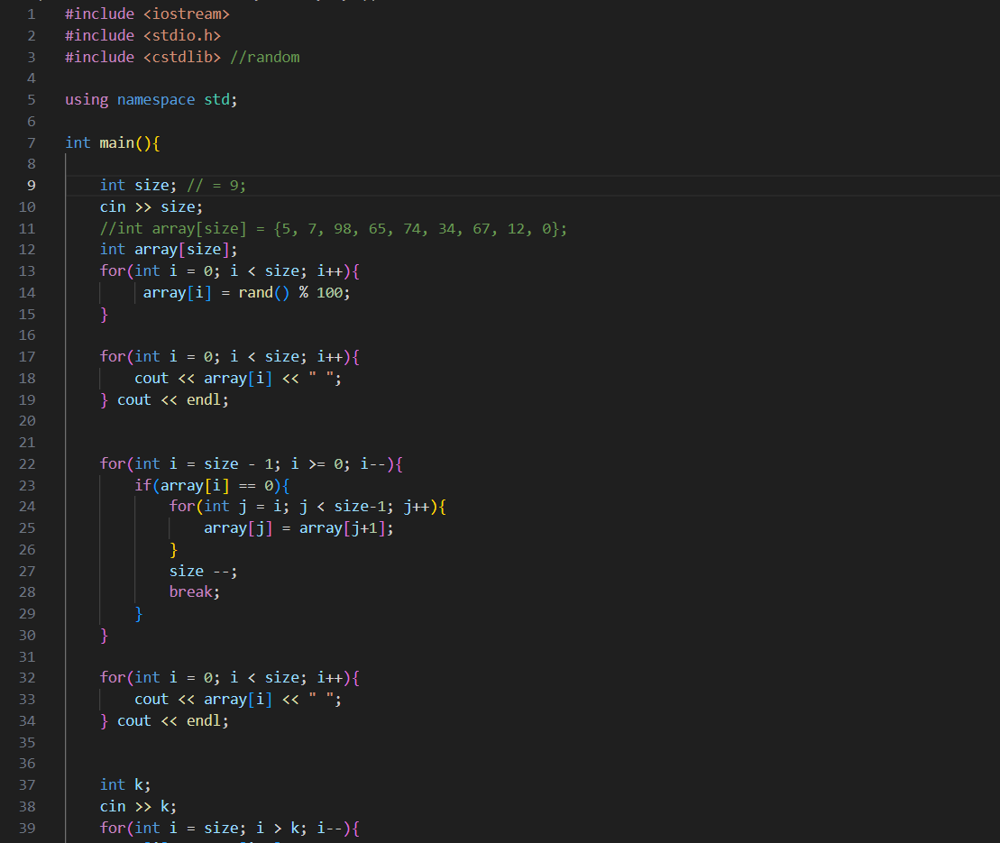 1 #include <iostream>
2 #include <stdio.h>
3 #include <cstdlib> //random
4
5 using namespace std;
6
7 int main(){
8
9 int size; // = 9;
10 cin >> size;
11 //int array[size] = {5, 7, 98, 65, 74, 34, 67, 12, 0};
12 int array[size];
13 for(int i = 0; i < size; i++){
14 array[i] = rand() % 100;
15 }
16
17 for(int i = 0; i < size; i++){
18 cout << array[i] << " ";
19 } cout << endl;
20
21
22 for(int i = size - 1; i >= 0; i--){
23 if(array[i] == 0){
24 for(int j = i; j < size-1; j++){
25 array[j] = array[j+1];
26 }
27 size --;
28 break;
29 }
30 }
31
32 for(int i = 0; i < size; i++){
33 cout << array[i] << " ";
34 } cout << endl;
35
36
37 int k;
38 cin >> k;
39 for(int i = size; i > k; i--){